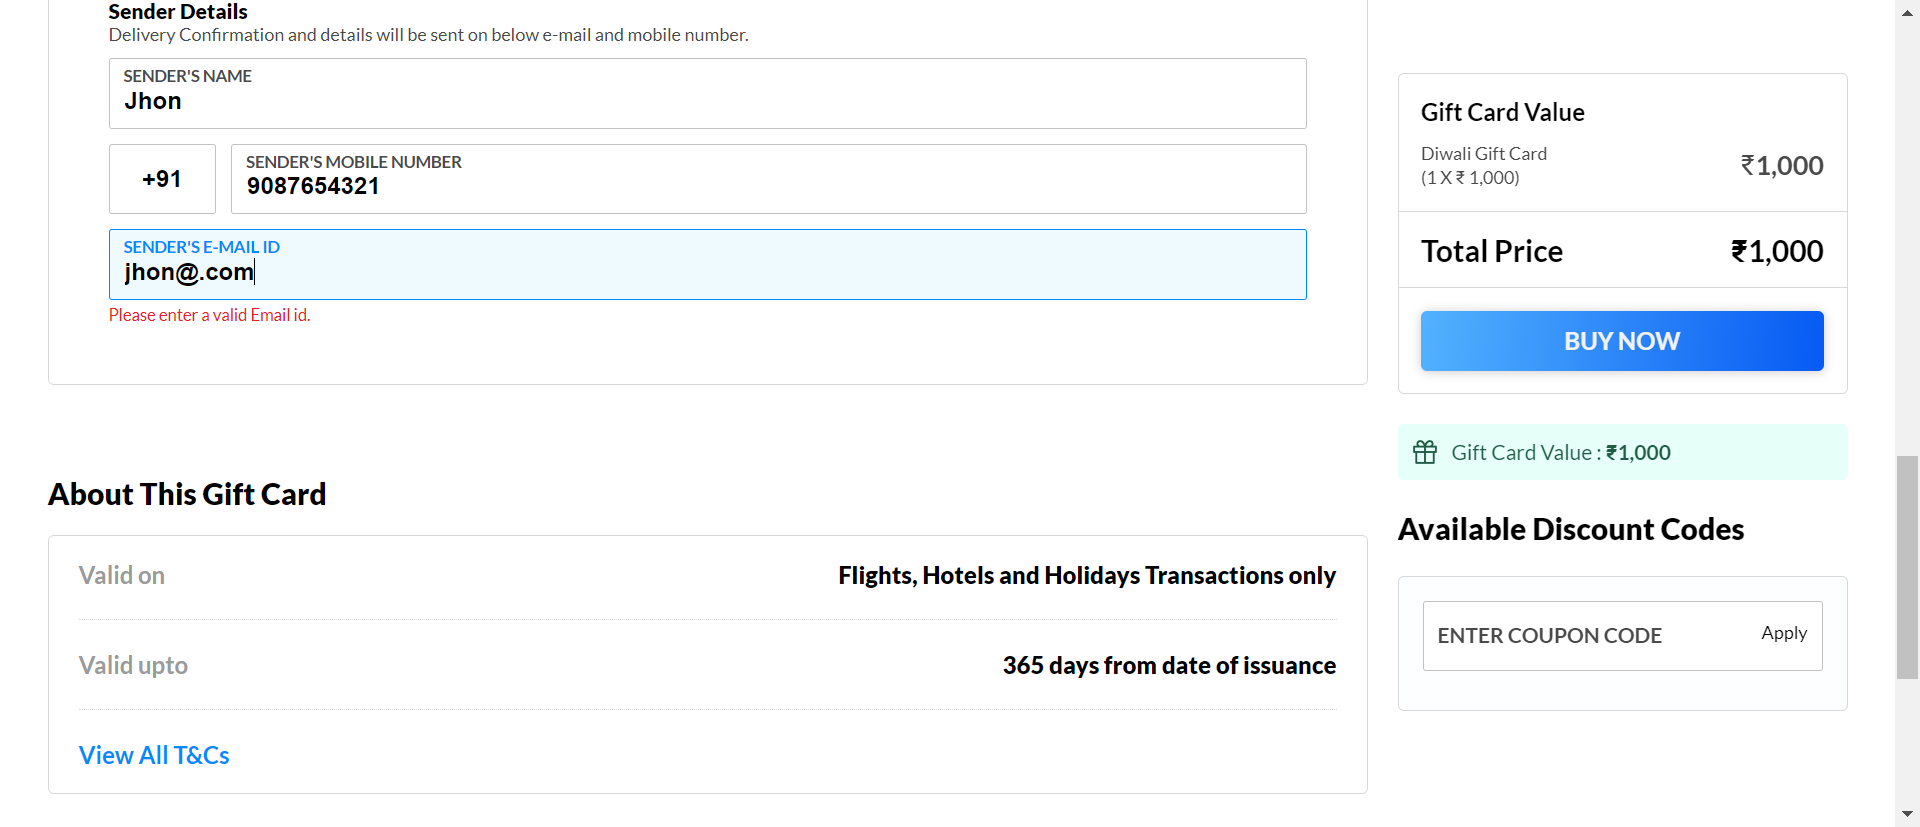 Sender Details
Delivery Confirmation and details will be sent on below e-mail and mobile number.
SENDER'S NAME
Jhon
+91
SENDER'S MOBILE NUMBER
9087654321
SENDER'S E-MAIL ID
jhon@.com
Please enter a valid Email id.
About This Gift Card
Valid on
Flights, Hotels and Holidays Transactions only
Valid upto
365 days from date of issuance
View All T&Cs
Gift Card Value
Diwali Gift Card
(1 X ₹ 1,000)
₹1,000
Total Price
₹1,000
BUY NOW
Gift Card Value : ₹1,000
Available Discount Codes
ENTER COUPON CODE
Apply